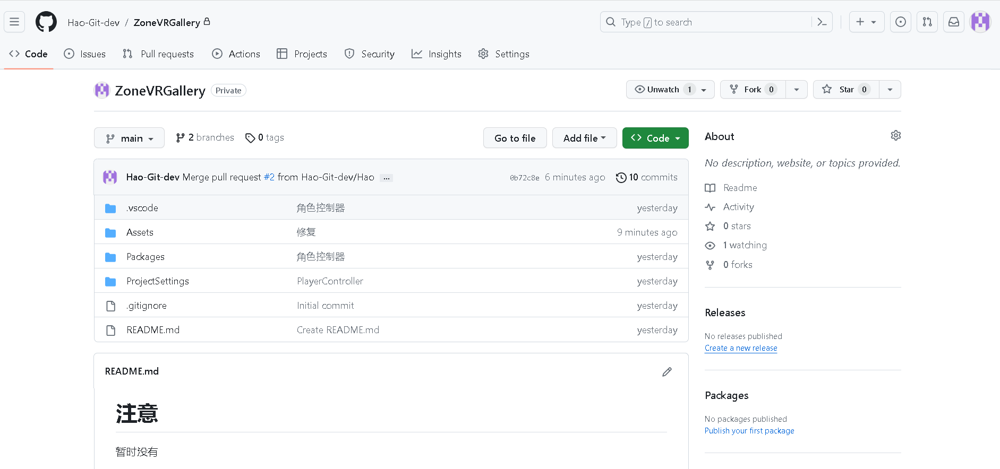 Hao-Git-dev / ZoneVRGallery
Type / to search
Code Issues Pull requests Actions Projects Security Insights Settings
ZoneVRGallery Private
Unwatch 1 Fork 0 Star 0
main 2 branches 0 tags Go to file Add file Code
Hao-Git-dev Merge pull request #2 from Hao-Git-dev/Hao ... 0b72c8e 6 minutes ago 10 commits
.vscode 角色控制器 yesterday
Assets 修复 9 minutes ago
Packages 角色控制器 yesterday
ProjectSettings PlayerController yesterday
.gitignore Initial commit yesterday
README.md Create README.md yesterday
README.md
注意
暂时没有
About
No description, website, or topics provided.
Readme
Activity
0 stars
1 watching
0 forks
Releases
No releases published
Create a new release
Packages
No packages published
Publish your first package